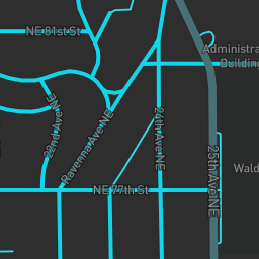 NE 81st St
Administra
Building
22nd Ave NE
Ravenna Ave NE
24th Ave NE
25th Ave NE
Wald
NE 77th St